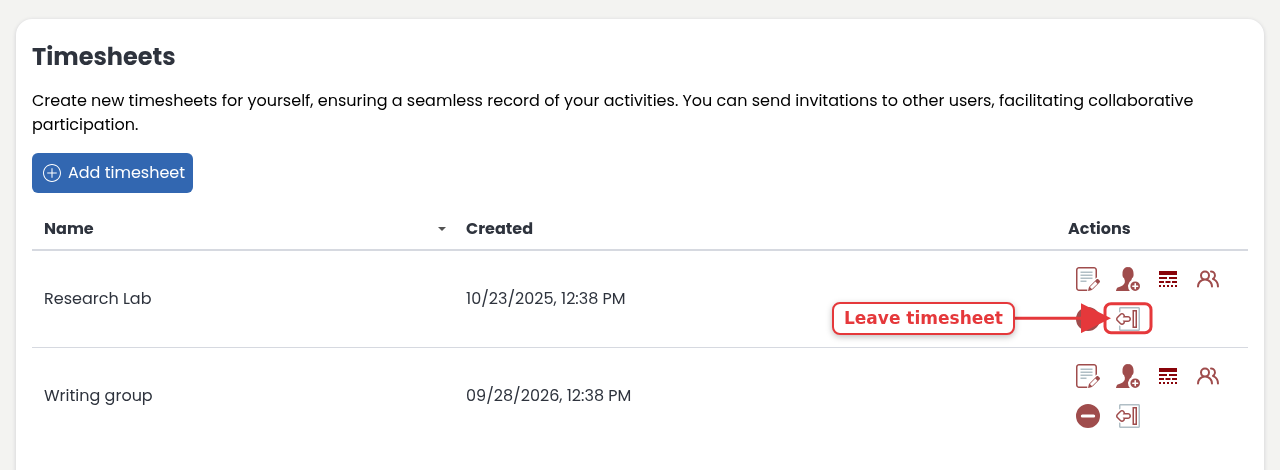 Timesheets
Create new timesheets for yourself, ensuring a seamless record of your activities. You can send invitations to other users, facilitating collaborative
participation.
Add timesheet
Name Created Actions
Research Lab 10/23/2025, 12:38 PM
Leave timesheet
Writing group 09/28/2026, 12:38 PM